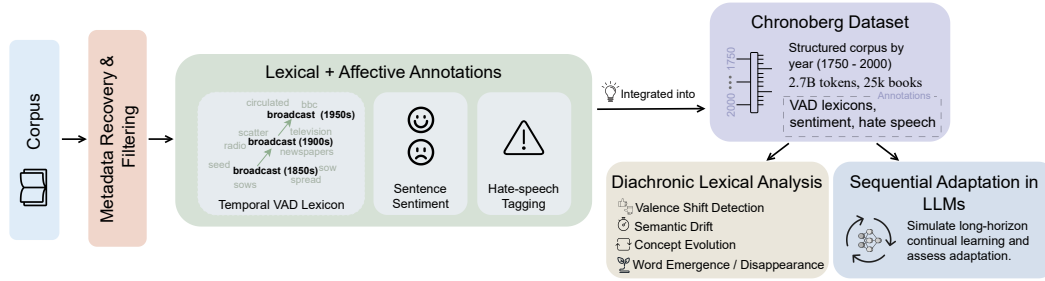 Corpus
Metadata Recovery &
Filtering
Lexical + Affective Annotations
circulated
bbc
broadcast (1950s)
scatter
television
broadcast (1900s)
radio
newspapers
seed
broadcast (1850s)
sow
sows
spread
Temporal VAD Lexicon
Sentence
Sentiment
Hate-speech
Tagging
Integrated into
Chronoberg Dataset
2000 ••• 1750
Structured corpus by
year (1750 - 2000)
2.7B tokens, 25k books
Annotations
VAD lexicons,
sentiment, hate speech
Diachronic Lexical Analysis
Valence Shift Detection
Semantic Drift
Concept Evolution
Word Emergence / Disappearance
Sequential Adaptation in
LLMs
Simulate long-horizon
continual learning and
assess adaptation.